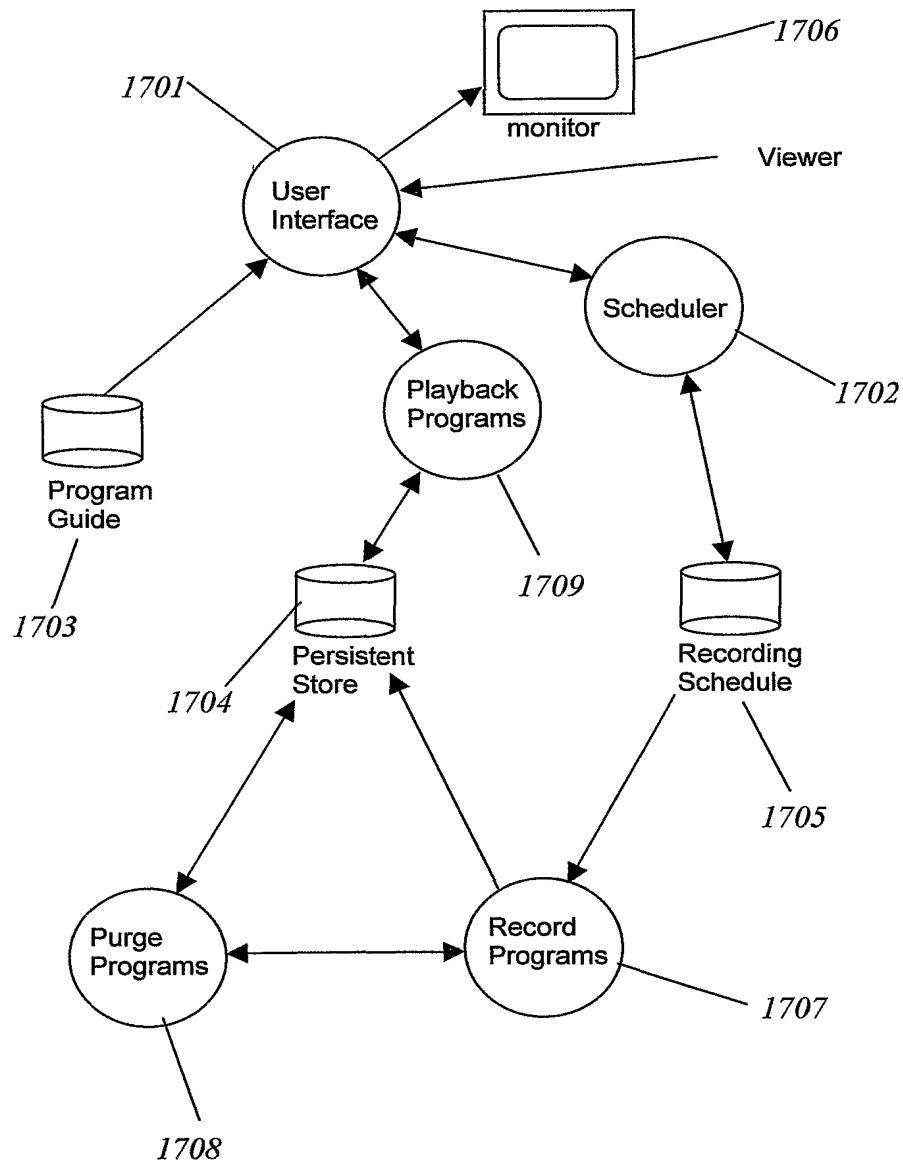 1706
1701
monitor
User
Interface
Viewer
Scheduler
1702
Playback
Programs
Program
Guide
1703
1709
Persistent
Store
1704
Recording
Schedule
1705
Purge
Programs
Record
Programs
1707
1708